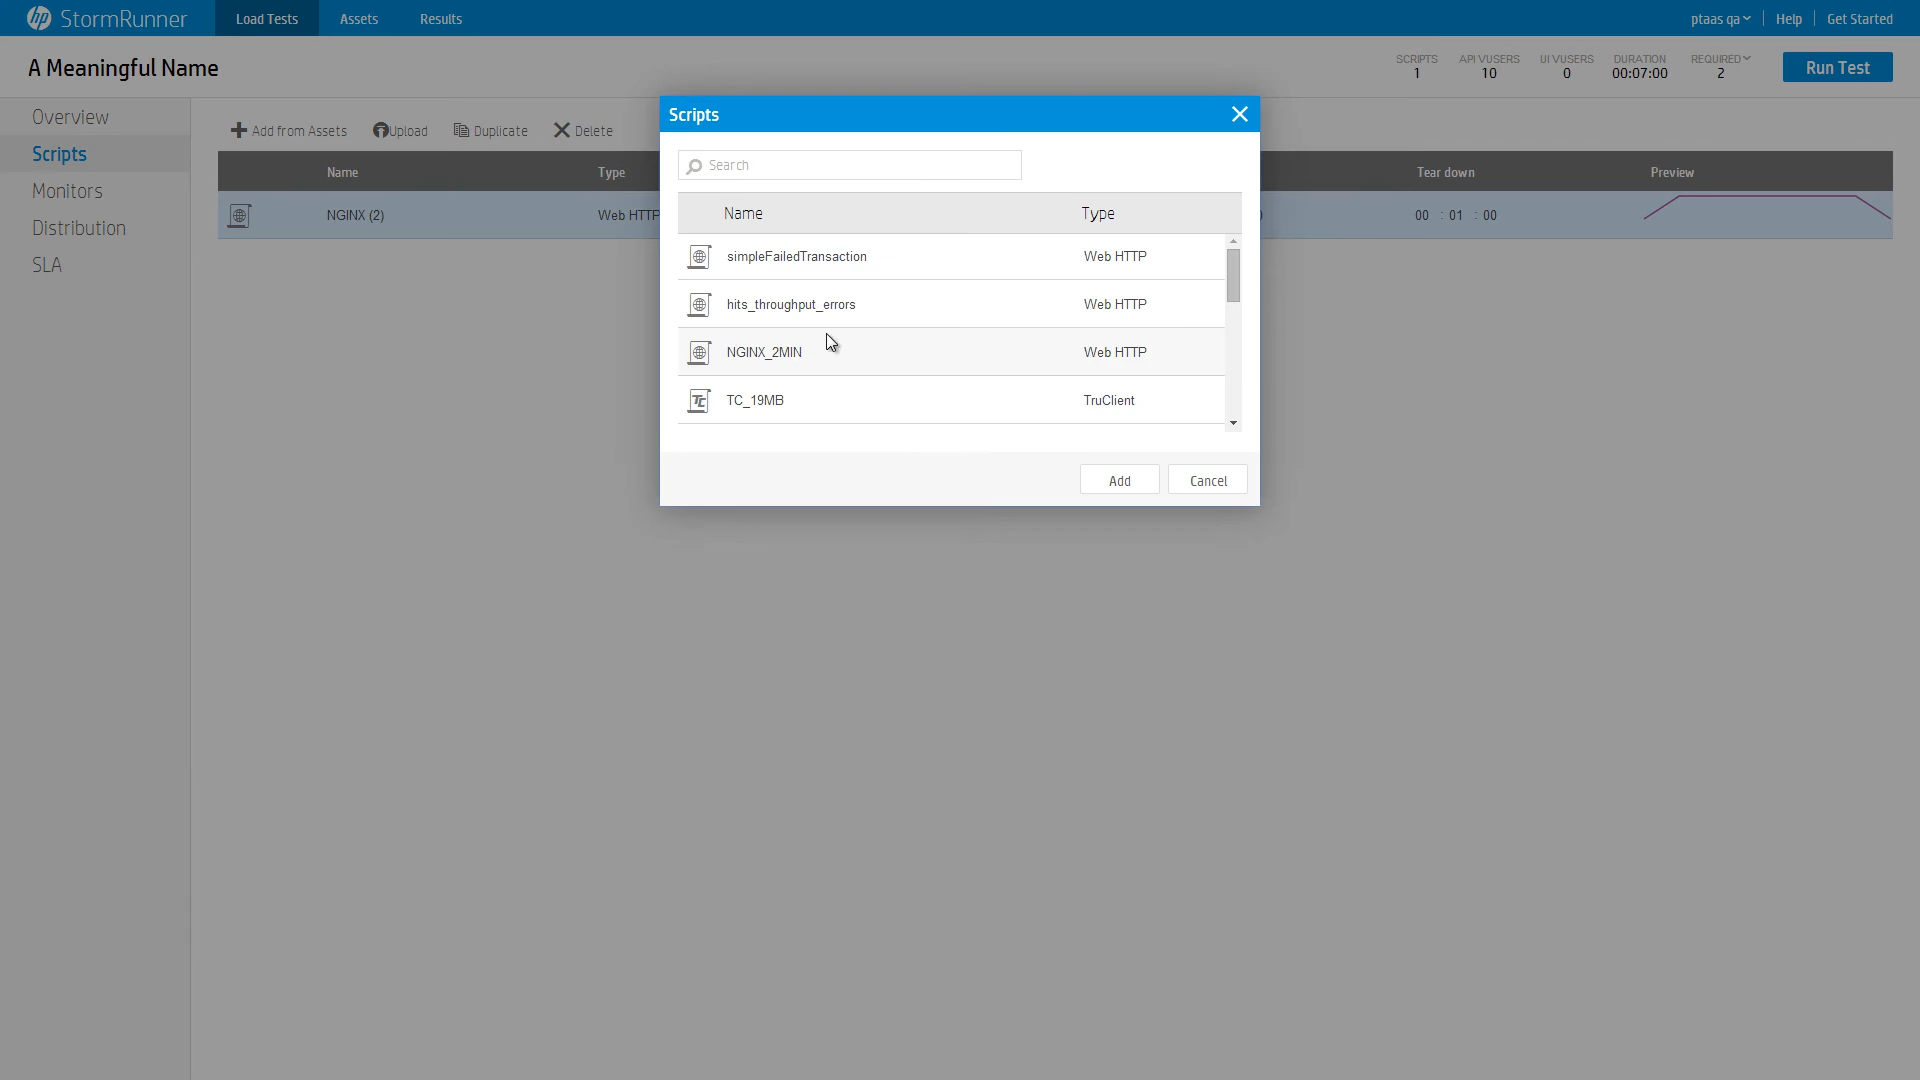 hp StormRunner Load Tests Assets Results ptaas qa Help Get Started
A Meaningful Name SCRIPTS 1 API VUSERS 10 UI VUSERS 0 DURATION 00:07:00 REQUIRED 2 Run Test
Overview
Scripts
Monitors
Distribution
SLA
Add from Assets Upload Duplicate Delete
Name Type Tear down Preview
NGINX (2) Web HTTP 00 : 01 : 00
Scripts
Search
Name Type
simpleFailedTransaction Web HTTP
hits_throughput_errors Web HTTP
NGINX_2MIN Web HTTP
TC TC_19MB TruClient
Add Cancel